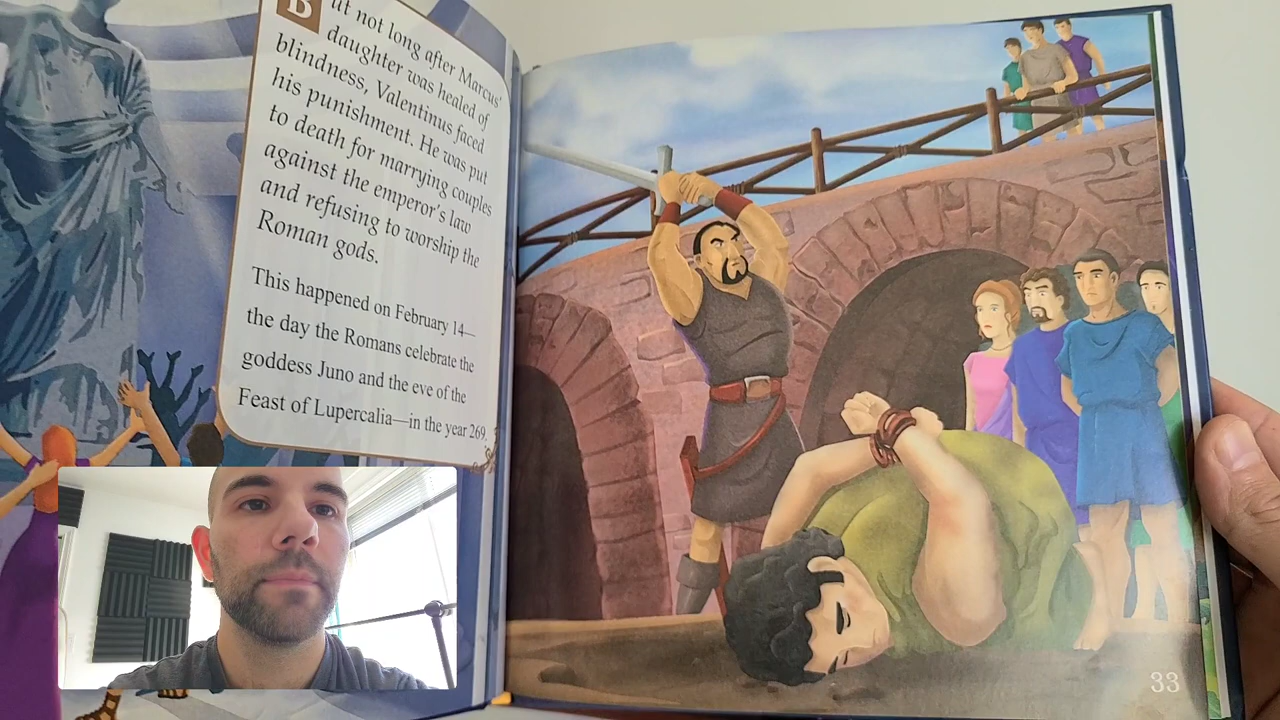 But not long after Marcus'
daughter was healed of
blindness, Valentinus faced
his punishment. He was put
to death for marrying couples
against the emperor's law
and refusing to worship the
Roman gods.
This happened on February 14—
the day the Romans celebrate the
goddess Juno and the eve of the
Feast of Lupercalia—in the year 269.
33